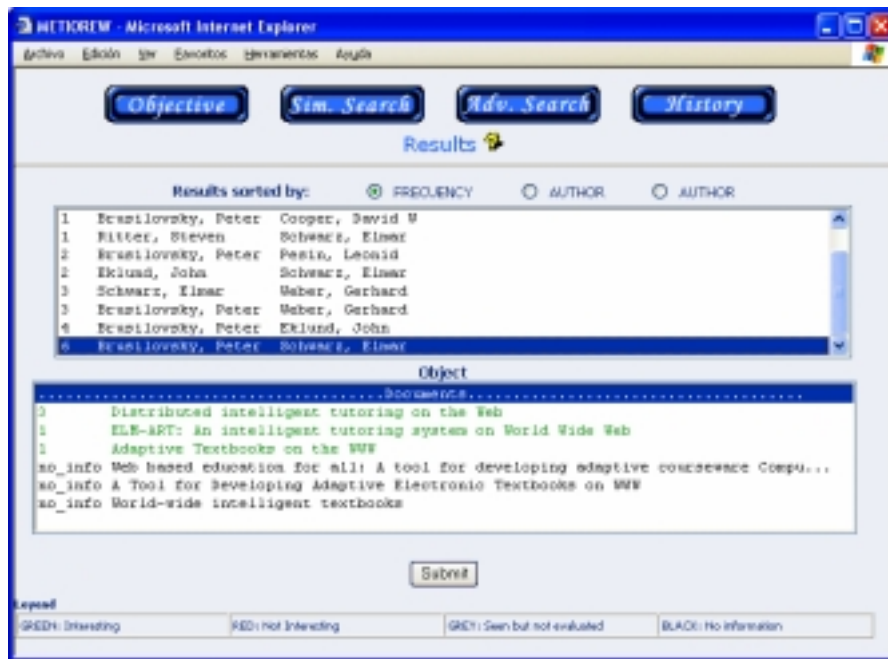 METIOREW - Microsoft Internet Explorer
Archivo Edición Ver Favoritos Herramientas Ayuda
Objective Sim. Search Adv. Search History
Results
Results sorted by: FRECUENCY AUTHOR AUTHOR
1 Brusilovsky, Peter Cooper, David W
1 Ritter, Steven Schwarz, Elmar
2 Brusilovsky, Peter Pesin, Leonid
2 Eklund, John Schwarz, Elmar
3 Schwarz, Elmar Weber, Gerhard
3 Brusilovsky, Peter Weber, Gerhard
4 Brusilovsky, Peter Eklund, John
6 Brusilovsky, Peter Schwarz, Elmar
Object
Documents
3 Distributed intelligent tutoring on the Web
1 ELM-ART: An intelligent tutoring system on World Wide Web
1 Adaptive Textbooks on the WWW
no_info Web based education for all: A tool for developing adaptive courseware Compu...
no_info A Tool for Developing Adaptive Electronic Textbooks on WWW
no_info World-wide intelligent textbooks
Submit
Legend
GREEN: Interesting RED: Not Interesting GREY: Seen but not evaluated BLACK: No information